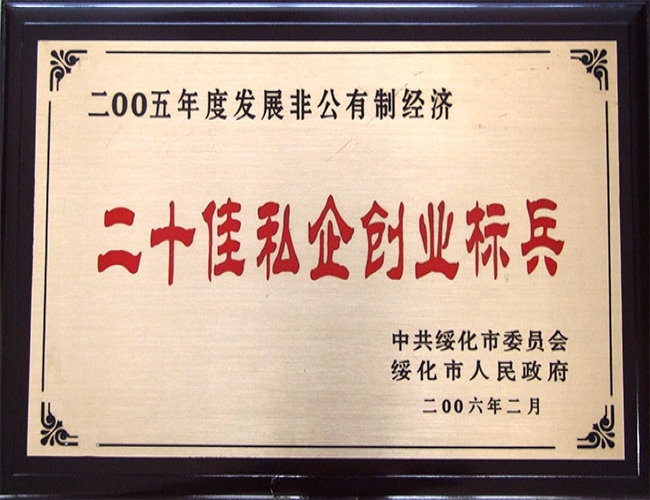 二00五年度发展非公有制经济
二十佳私企创业标兵
中共绥化市委员会
绥化市人民政府
二00六年二月